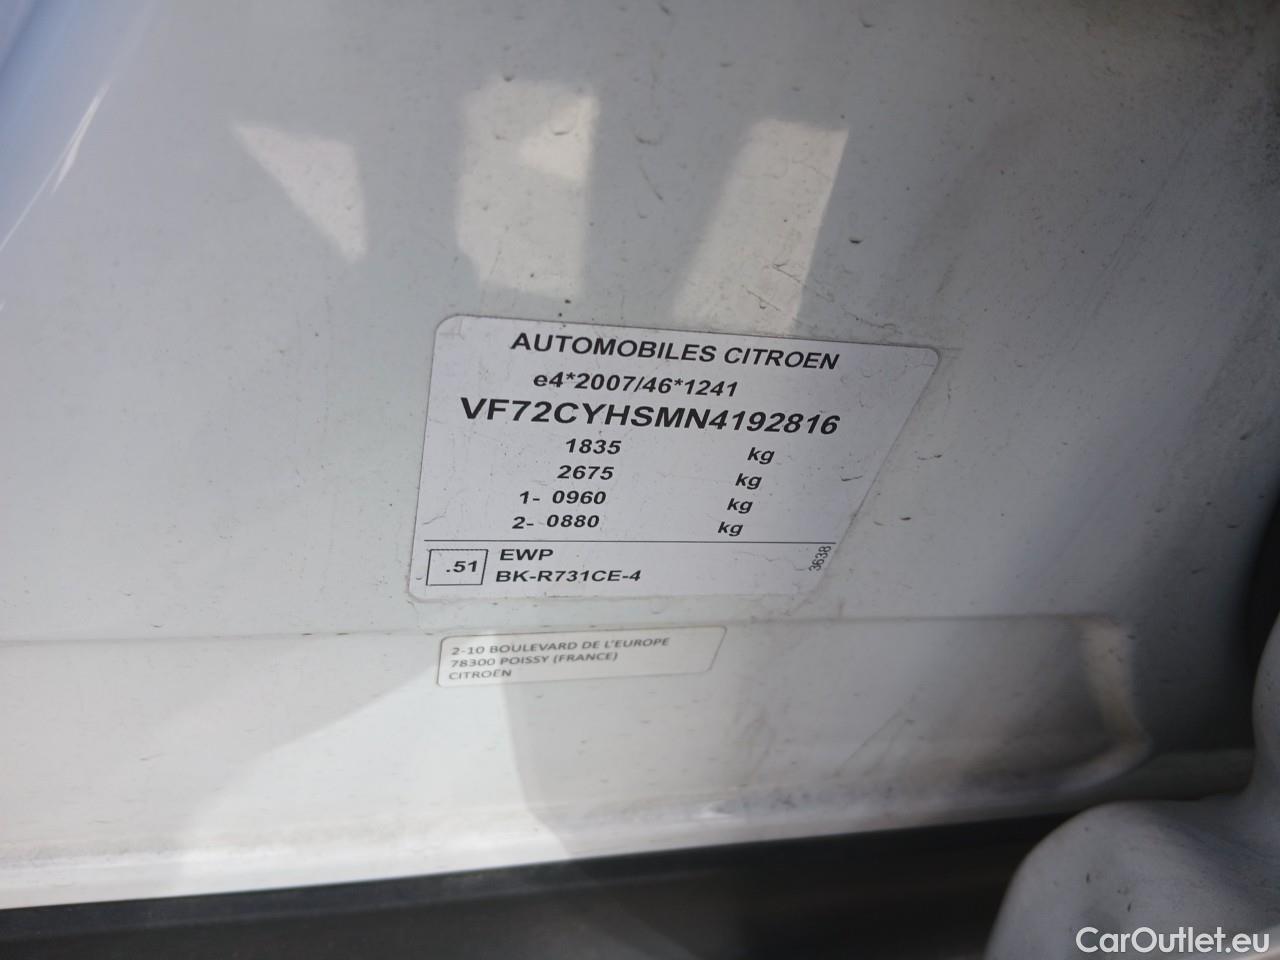 AUTOMOBILES CITROEN
e4*2007/46*1241
VF72CYHSMN4192816
1835 kg
2675 kg
1- 0960 kg
2- 0880 kg
.51 EWP
BK-R731CE-4
3638
2-10 BOULEVARD DE L'EUROPE
78300 POISSY (FRANCE)
CITROËN
CarOutlet.eu